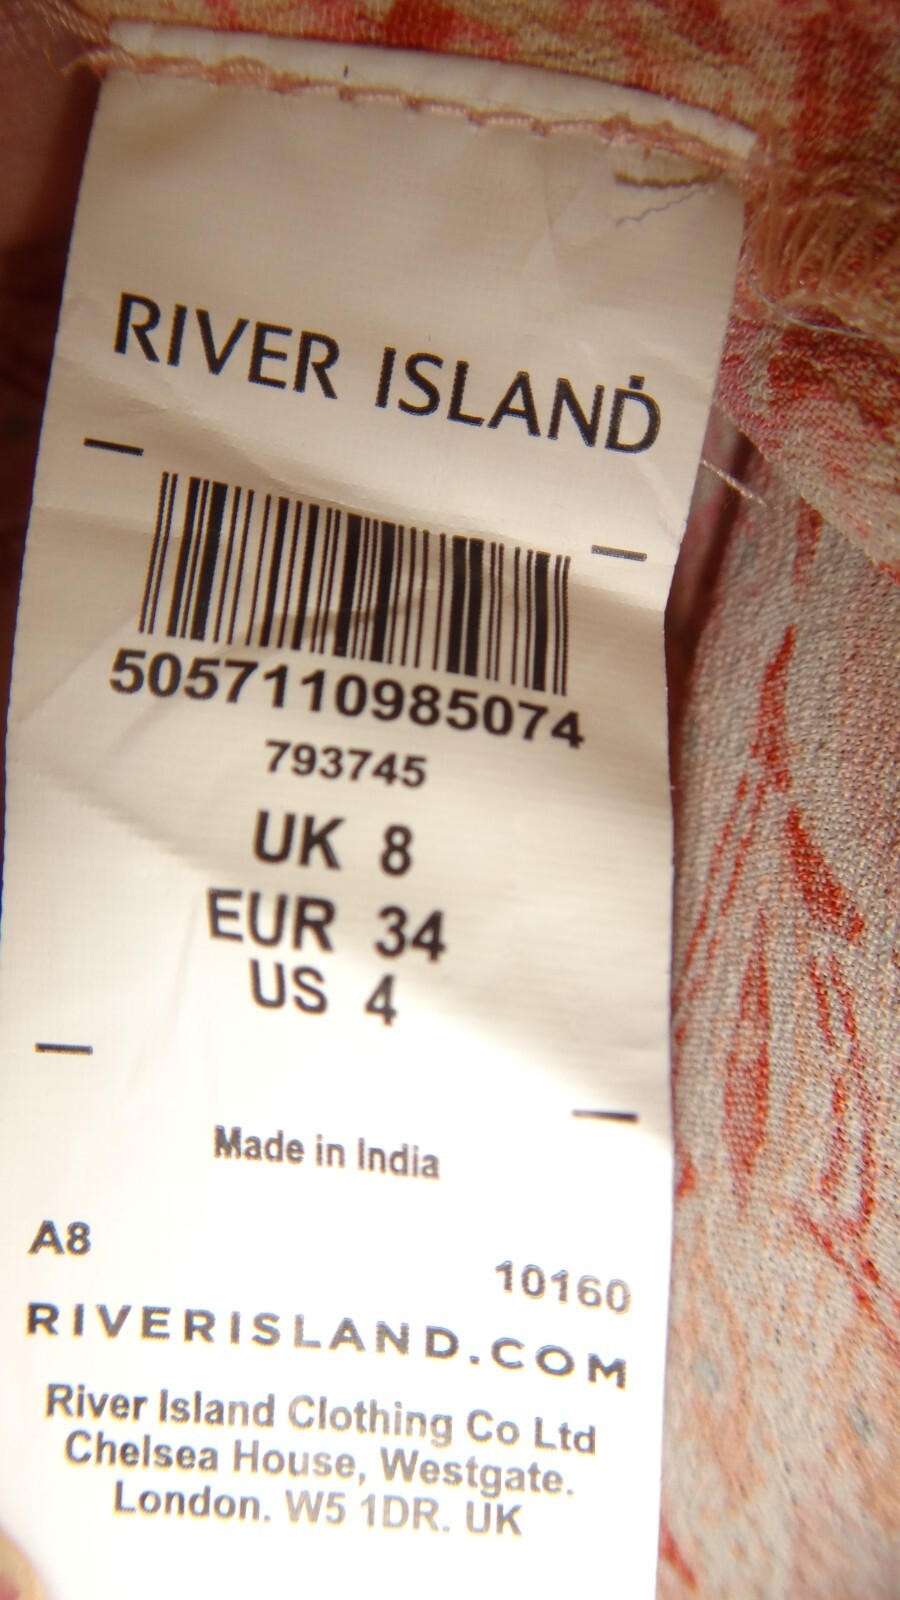 RIVER ISLAND
5057110985074
793745
UK 8
EUR 34
US 4
Made in India
A8
10160
RIVERISLAND.COM
River Island Clothing Co Ltd
Chelsea House, Westgate.
London. W5 1DR. UK